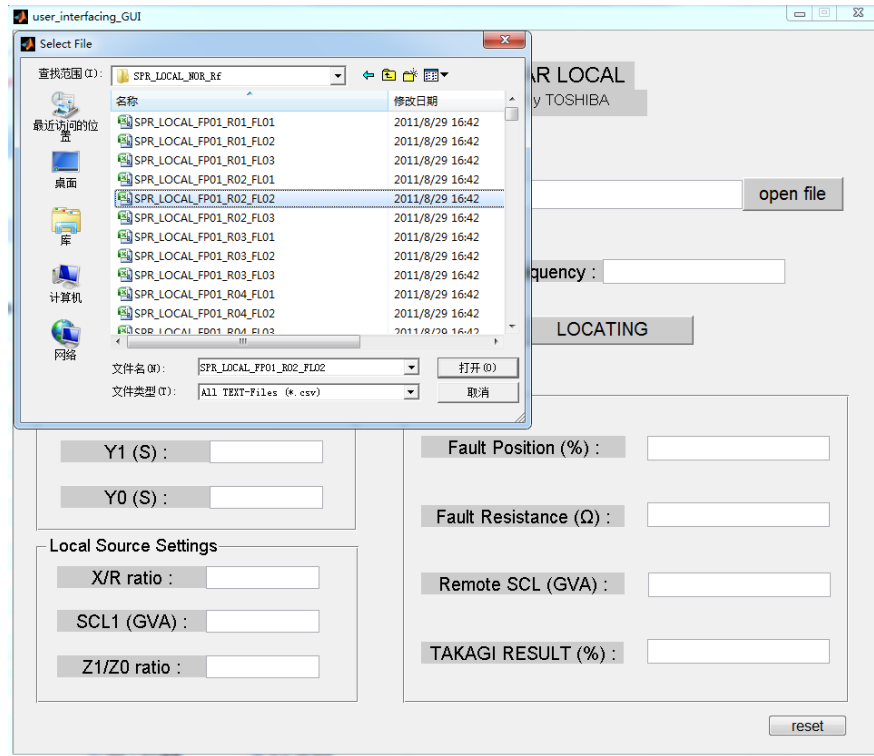 user_interfacing_GUI
Select File
查找范围(I):
SPR_LOCAL_NOR_Rf
名称
修改日期
最近访问的位置
桌面
库
计算机
网络
SPR_LOCAL_FP01_R01_FL01 2011/8/29 16:42
SPR_LOCAL_FP01_R01_FL02 2011/8/29 16:42
SPR_LOCAL_FP01_R01_FL03 2011/8/29 16:42
SPR_LOCAL_FP01_R02_FL01 2011/8/29 16:42
SPR_LOCAL_FP01_R02_FL02 2011/8/29 16:42
SPR_LOCAL_FP01_R02_FL03 2011/8/29 16:42
SPR_LOCAL_FP01_R03_FL01 2011/8/29 16:42
SPR_LOCAL_FP01_R03_FL02 2011/8/29 16:42
SPR_LOCAL_FP01_R03_FL03 2011/8/29 16:42
SPR_LOCAL_FP01_R04_FL01 2011/8/29 16:42
SPR_LOCAL_FP01_R04_FL02 2011/8/29 16:42
SPR_LOCAL_FP01_R04_FL03 2011/8/29 16:42
文件名(N): SPR_LOCAL_FP01_R02_FL02 打开(O)
文件类型(T): All TEXT-Files (*.csv) 取消
AR LOCAL
y TOSHIBA
open file
quency :
LOCATING
Y1 (S) :
Y0 (S) :
Local Source Settings
X/R ratio :
SCL1 (GVA) :
Z1/Z0 ratio :
Fault Position (%) :
Fault Resistance (Ω) :
Remote SCL (GVA) :
TAKAGI RESULT (%) :
reset